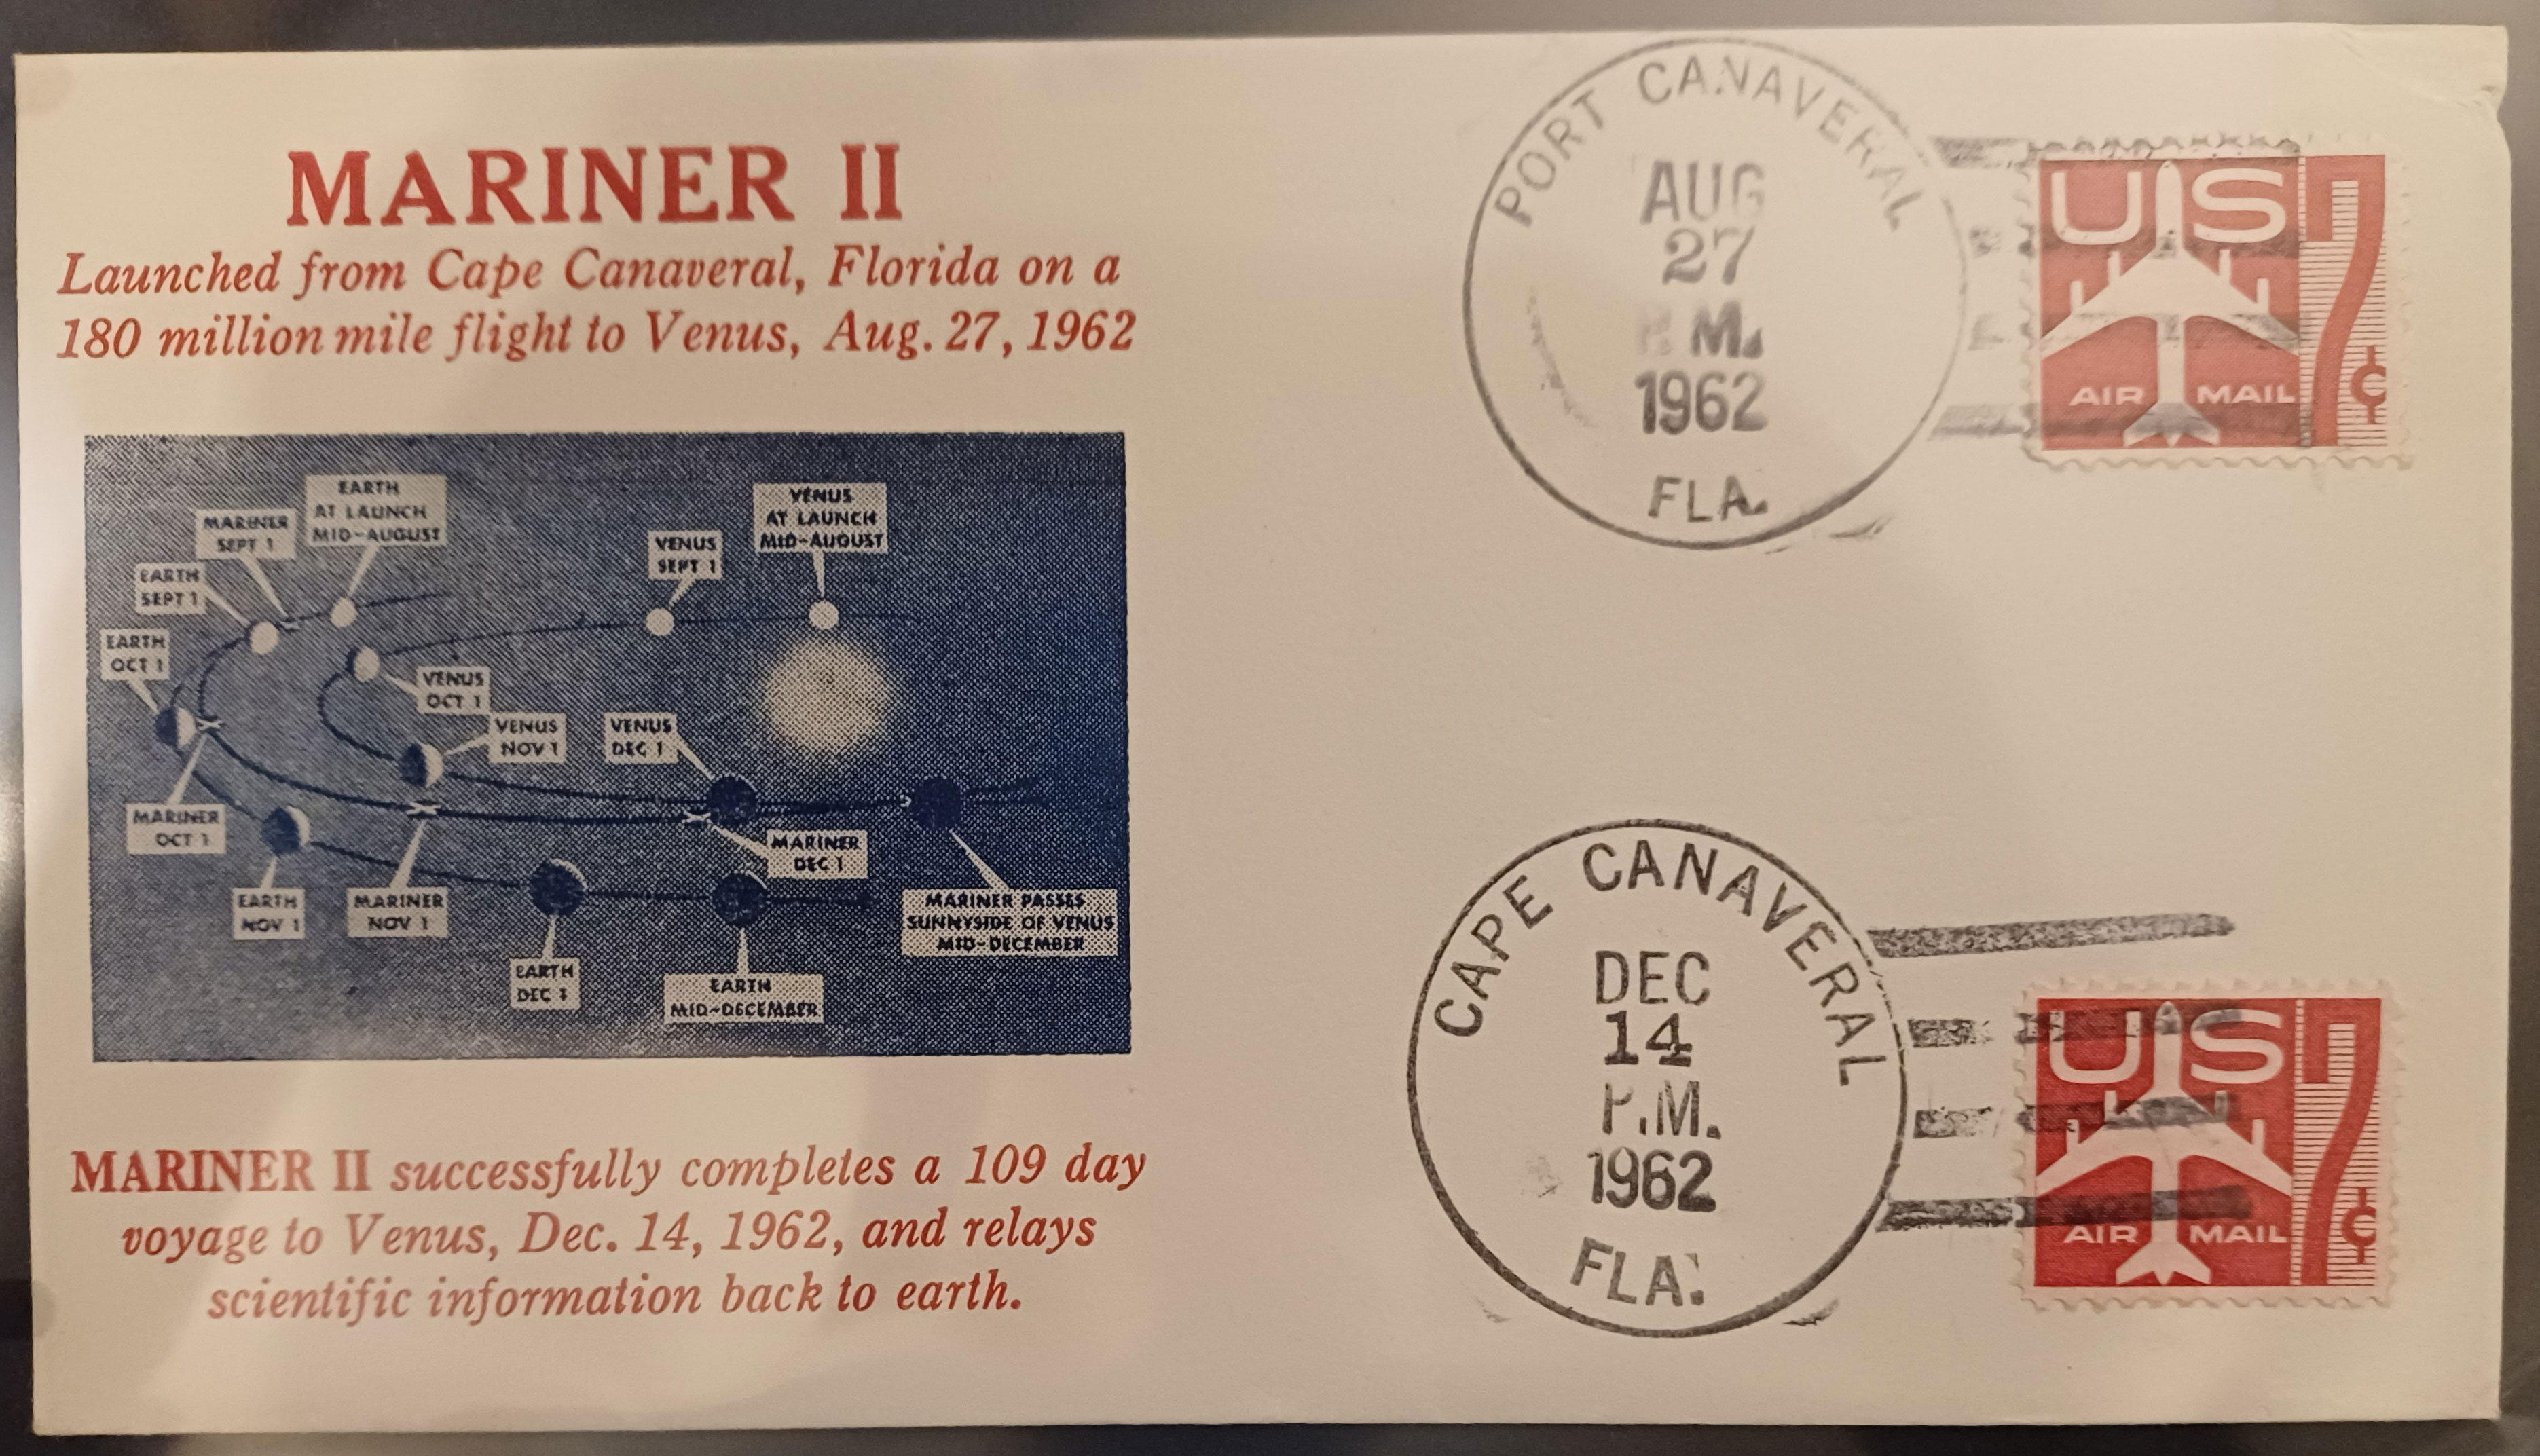 MARINER II
Launched from Cape Canaveral, Florida on a
180 million mile flight to Venus, Aug. 27, 1962
EARTH
AT LAUNCH
MID-AUGUST
MARINER
SEPT 1
EARTH
SEPT 1
EARTH
OCT 1
VENUS
AT LAUNCH
MID-AUGUST
VENUS
SEPT 1
VENUS
OCT 1
VENUS
NOV 1
VENUS
DEC 1
MARINER
OCT 1
EARTH
NOV 1
MARINER
NOV 1
MARINER
DEC 1
EARTH
DEC 1
EARTH
MID-DECEMBER
MARINER PASSES
SUNNYSIDE OF VENUS
MID-DECEMBER
MARINER II successfully completes a 109 day
voyage to Venus, Dec. 14, 1962, and relays
scientific information back to earth.
PORT CANAVERAL
AUG
27
P.M.
1962
FLA.
US 7¢
AIR MAIL
CAPE CANAVERAL
DEC
14
P.M.
1962
FLA.
US 7¢
AIR MAIL